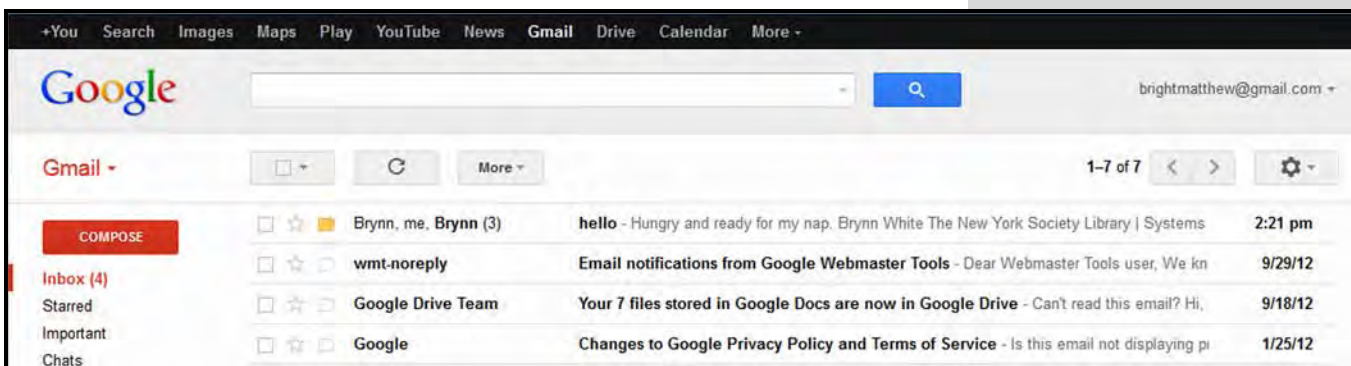 +You Search Images Maps Play YouTube News Gmail Drive Calendar More
Google
brightmatthew@gmail.com
Gmail
More
1–7 of 7
COMPOSE
Inbox (4)
Starred
Important
Chats
Brynn, me, Brynn (3) hello - Hungry and ready for my nap. Brynn White The New York Society Library | Systems 2:21 pm
wmt-noreply Email notifications from Google Webmaster Tools - Dear Webmaster Tools user, We kn 9/29/12
Google Drive Team Your 7 files stored in Google Docs are now in Google Drive - Can't read this email? Hi, 9/18/12
Google Changes to Google Privacy Policy and Terms of Service - Is this email not displaying 1/25/12